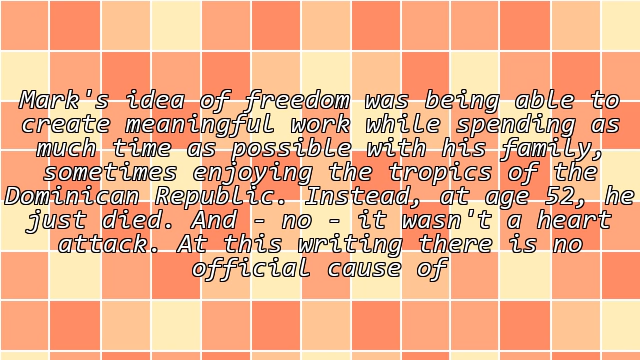 Mark's idea of freedom was being able to
create meaningful work while spending as
much time as possible with his family,
sometimes enjoying the tropics of the
Dominican Republic. Instead, at age 52, he
just died. And - no - it wasn't a heart
attack. At this writing there is no
official cause of